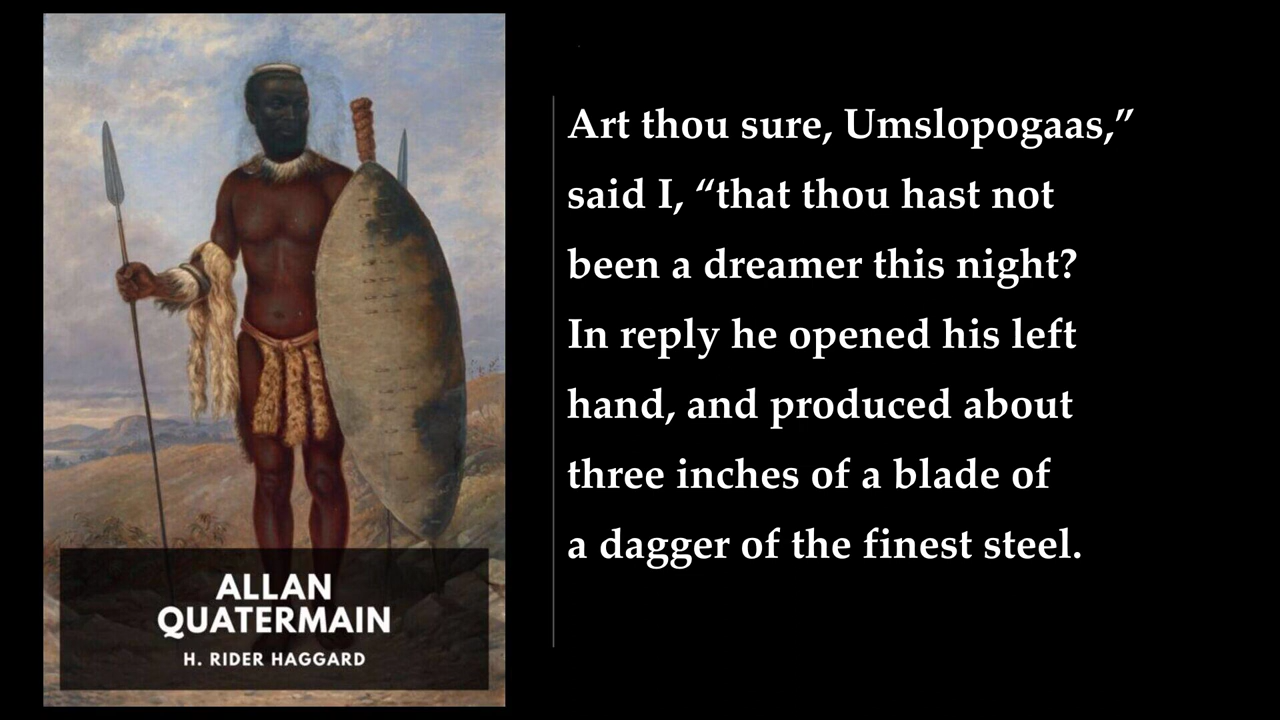 Art thou sure, Umslopogaas,”
said I, “that thou hast not
been a dreamer this night?
In reply he opened his left
hand, and produced about
three inches of a blade of
a dagger of the finest steel.
ALLAN
QUATERMAIN
H. RIDER HAGGARD